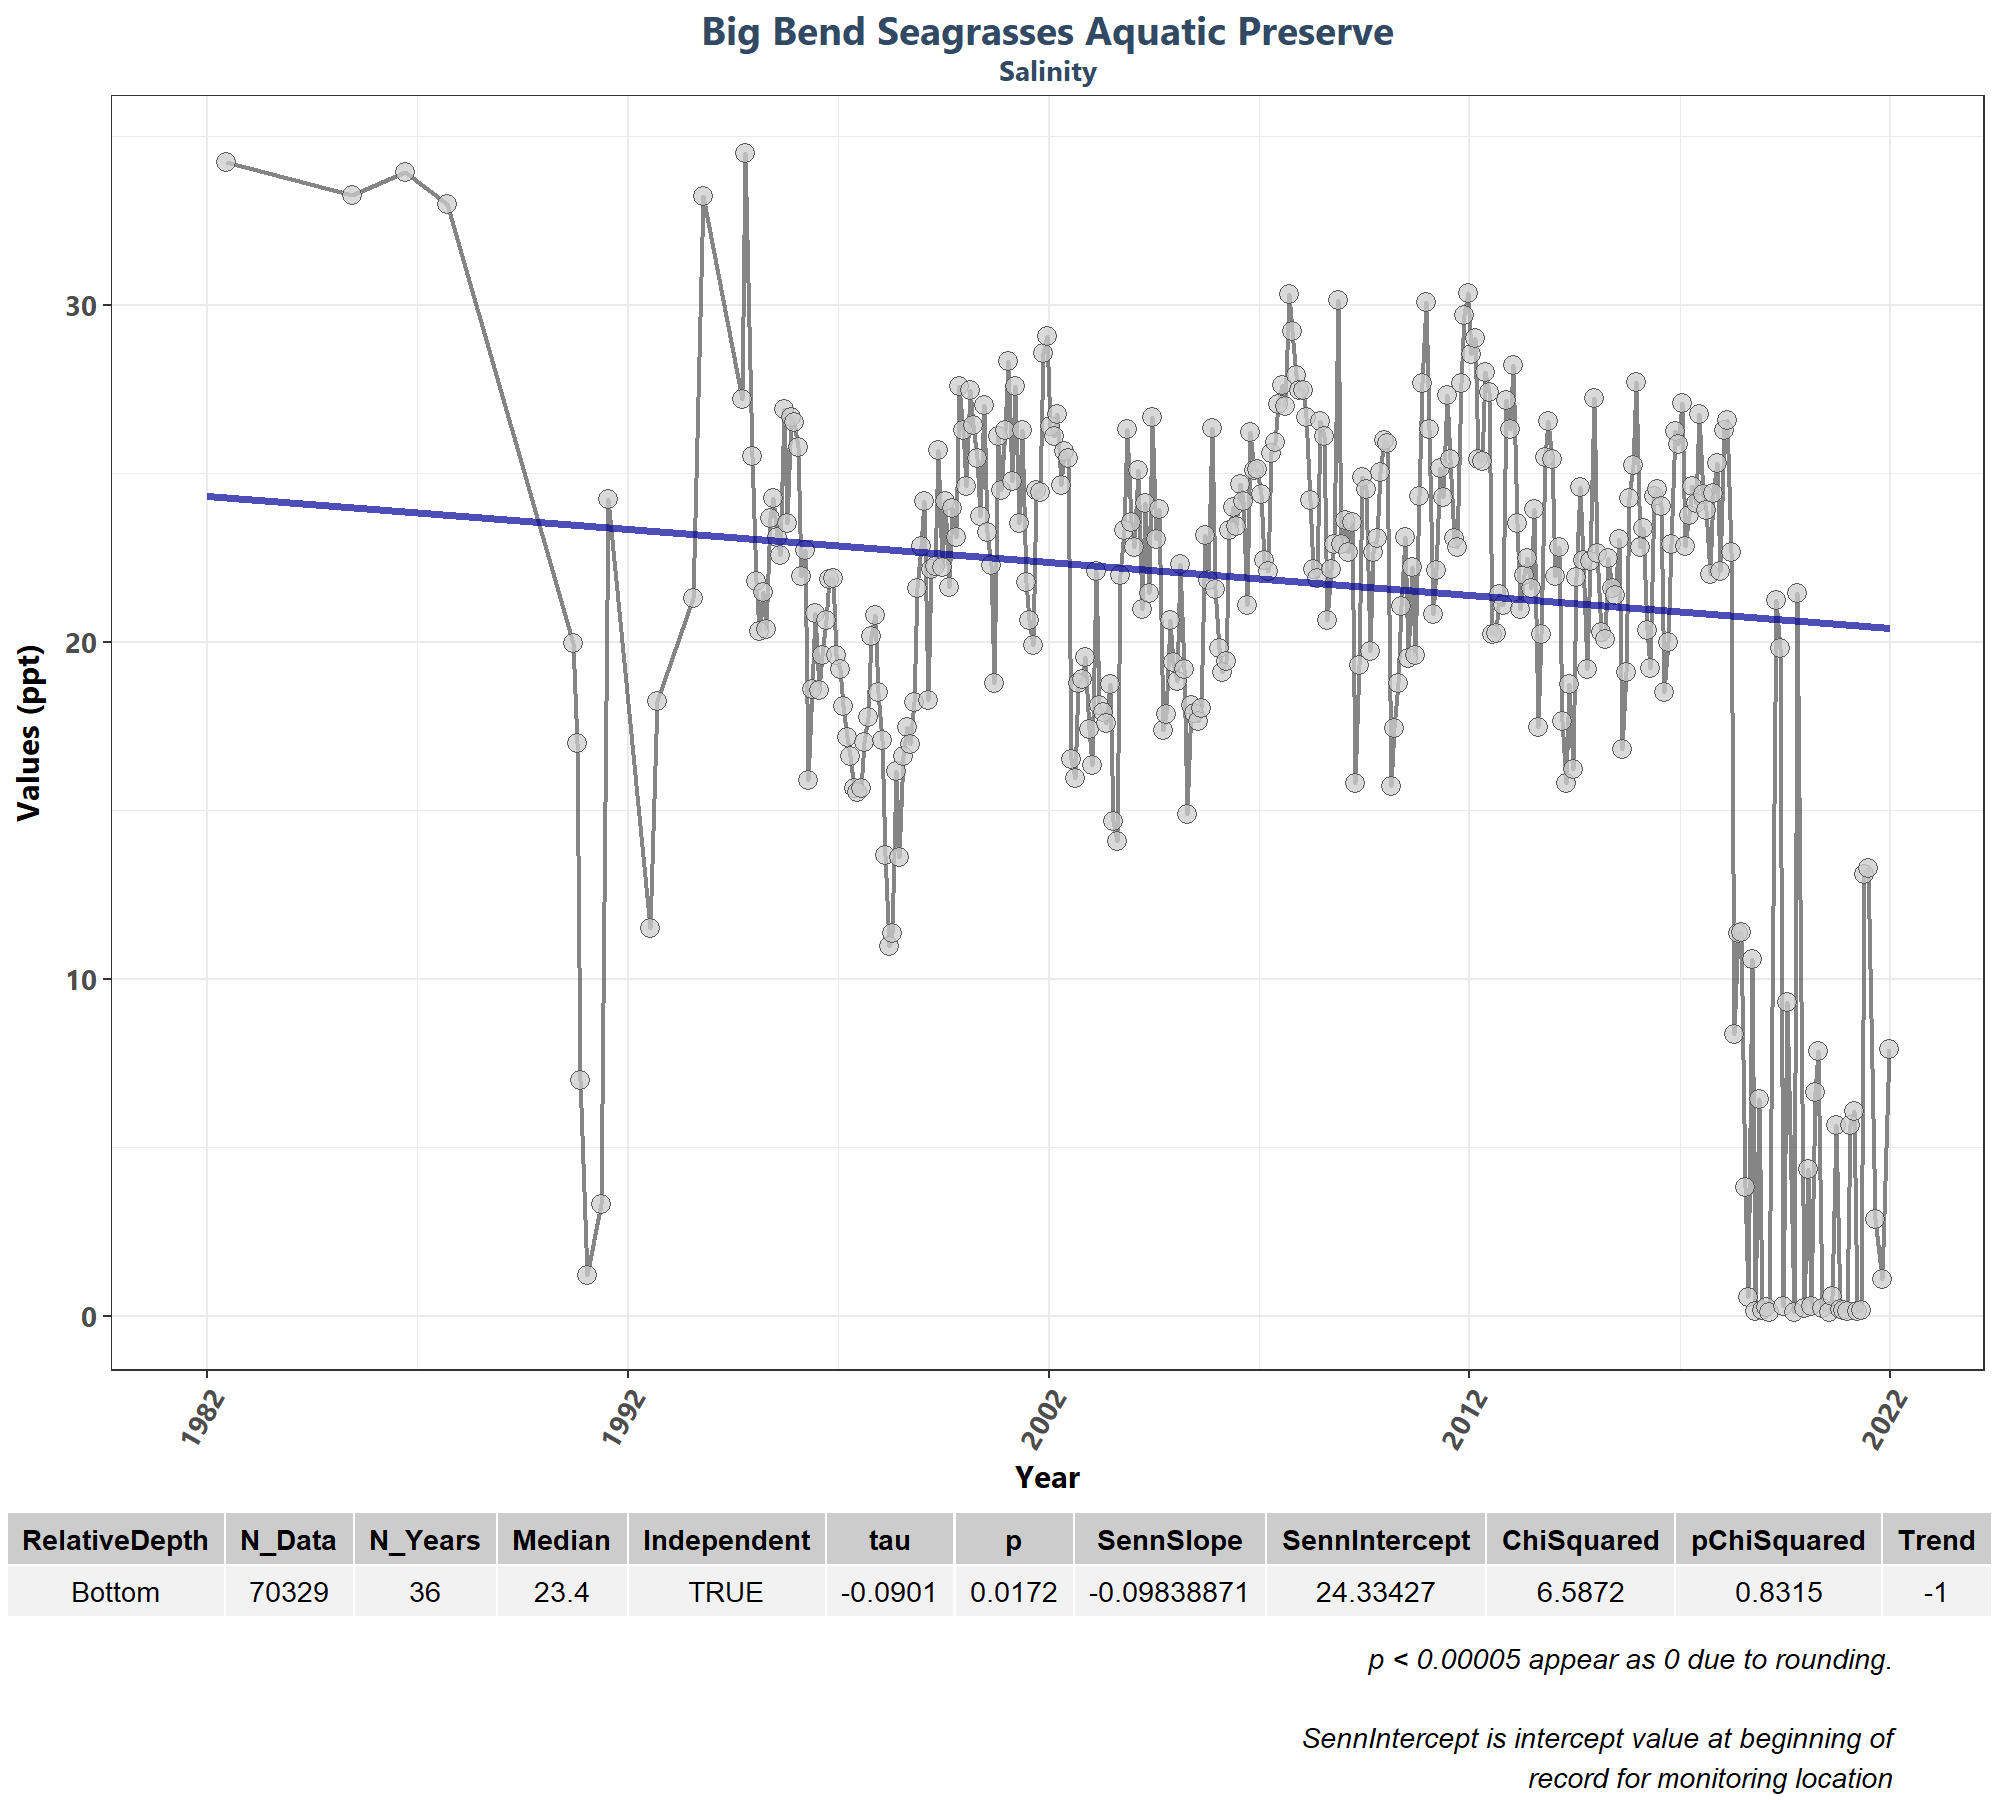 Big Bend Seagrasses Aquatic Preserve
Salinity
Values (ppt)
30
20
10
0
1982 1992 2002 2012 2022
Year
RelativeDepth N_Data N_Years Median Independent tau p SennSlope SennIntercept ChiSquared pChiSquared Trend
Bottom 70329 36 23.4 TRUE -0.0901 0.0172 -0.09838871 24.33427 6.5872 0.8315 -1
p < 0.00005 appear as 0 due to rounding.
SennIntercept is intercept value at beginning of
record for monitoring location